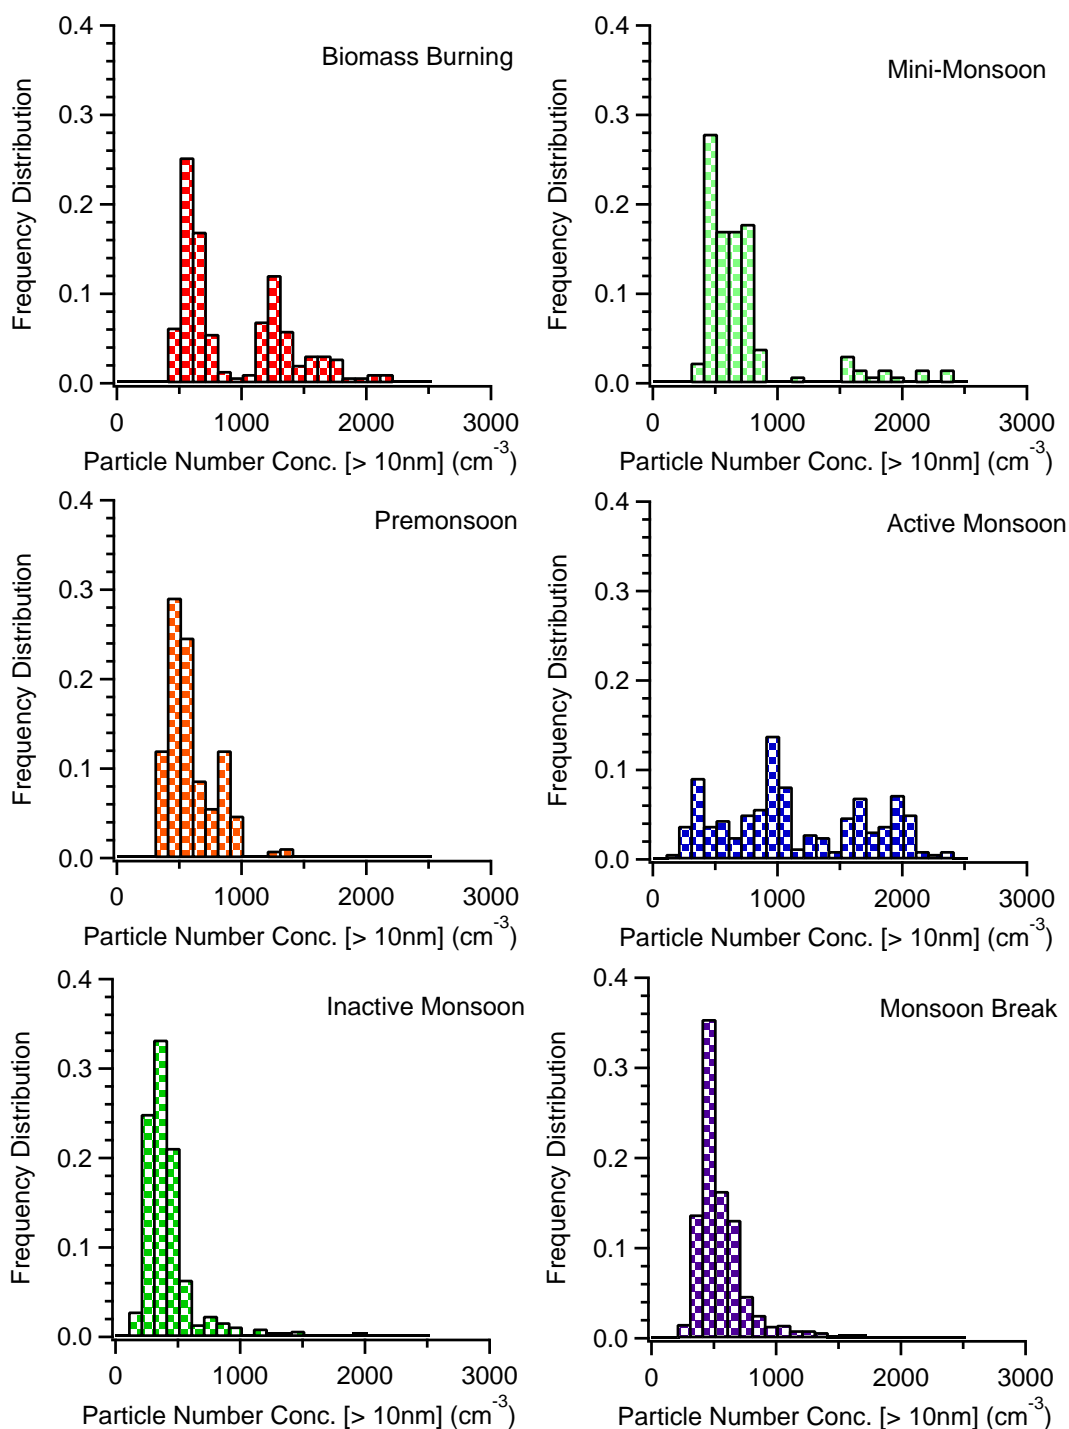 0.4
0.3
0.2
0.1
0.0
Frequency Distribution
Biomass Burning
0 1000 2000 3000
Particle Number Conc. [> 10nm] (cm⁻³)
0.4
0.3
0.2
0.1
0.0
Frequency Distribution
Mini-Monsoon
0 1000 2000 3000
Particle Number Conc. [> 10nm] (cm⁻³)
0.4
0.3
0.2
0.1
0.0
Frequency Distribution
Premonsoon
0 1000 2000 3000
Particle Number Conc. [> 10nm] (cm⁻³)
0.4
0.3
0.2
0.1
0.0
Frequency Distribution
Active Monsoon
0 1000 2000 3000
Particle Number Conc. [> 10nm] (cm⁻³)
0.4
0.3
0.2
0.1
0.0
Frequency Distribution
Inactive Monsoon
0 1000 2000 3000
Particle Number Conc. [> 10nm] (cm⁻³)
0.4
0.3
0.2
0.1
0.0
Frequency Distribution
Monsoon Break
0 1000 2000 3000
Particle Number Conc. [> 10nm] (cm⁻³)